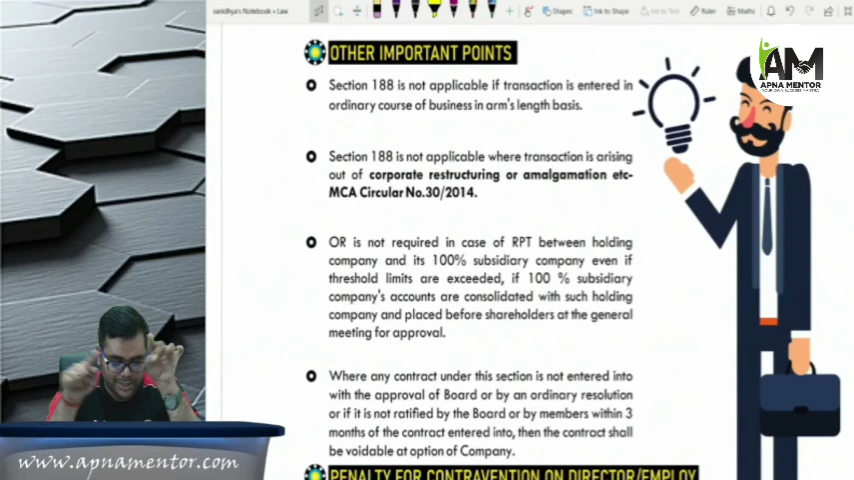 anidhya's Notebook » Law
Shapes
Ink to Shape
Ink to Text
Ruler
Maths
AM
APNA MENTOR
YOUR OWN SUCCESS MANTRA
OTHER IMPORTANT POINTS
Section 188 is not applicable if transaction is entered in
ordinary course of business in arm's length basis.
Section 188 is not applicable where transaction is arising
out of corporate restructuring or amalgamation etc-
MCA Circular No.30/2014.
OR is not required in case of RPT between holding
company and its 100% subsidiary company even if
threshold limits are exceeded, if 100 % subsidiary
company's accounts are consolidated with such holding
company and placed before shareholders at the general
meeting for approval.
Where any contract under this section is not entered into
with the approval of Board or by an ordinary resolution
or if it is not ratified by the Board or by members within 3
months of the contract entered into, then the contract shall
be voidable at option of Company.
PENALTY FOR CONTRAVENTION ON DIRECTOR/EMPLOY
www.apnamentor.com